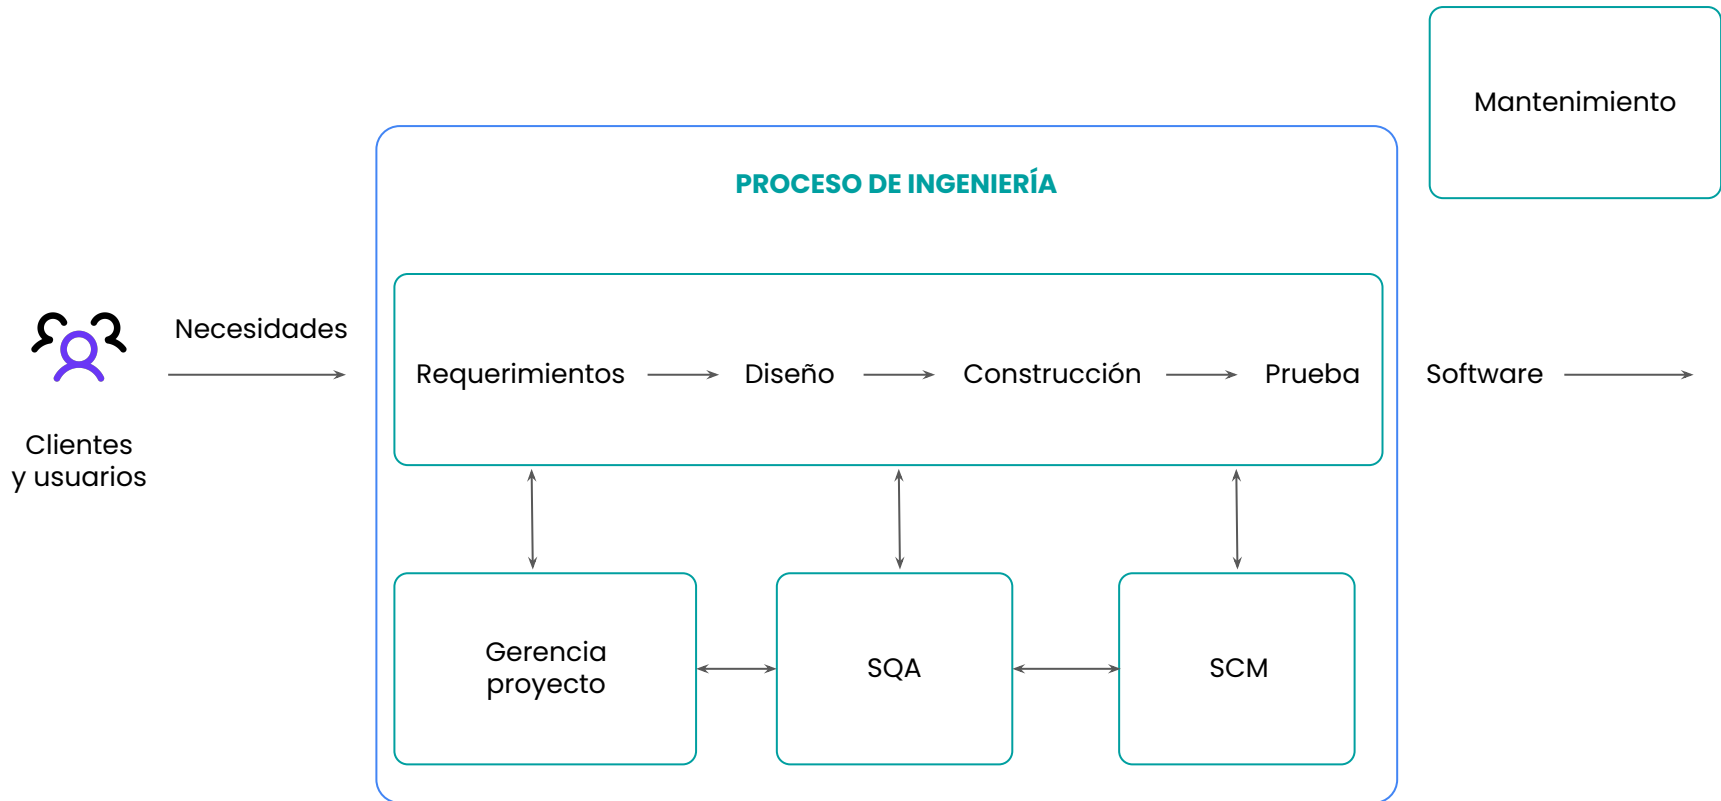 Mantenimiento
PROCESO DE INGENIERÍA
Necesidades
Clientes
y usuarios
Requerimientos
Diseño
Construcción
Prueba
Software
Gerencia
proyecto
SQA
SCM